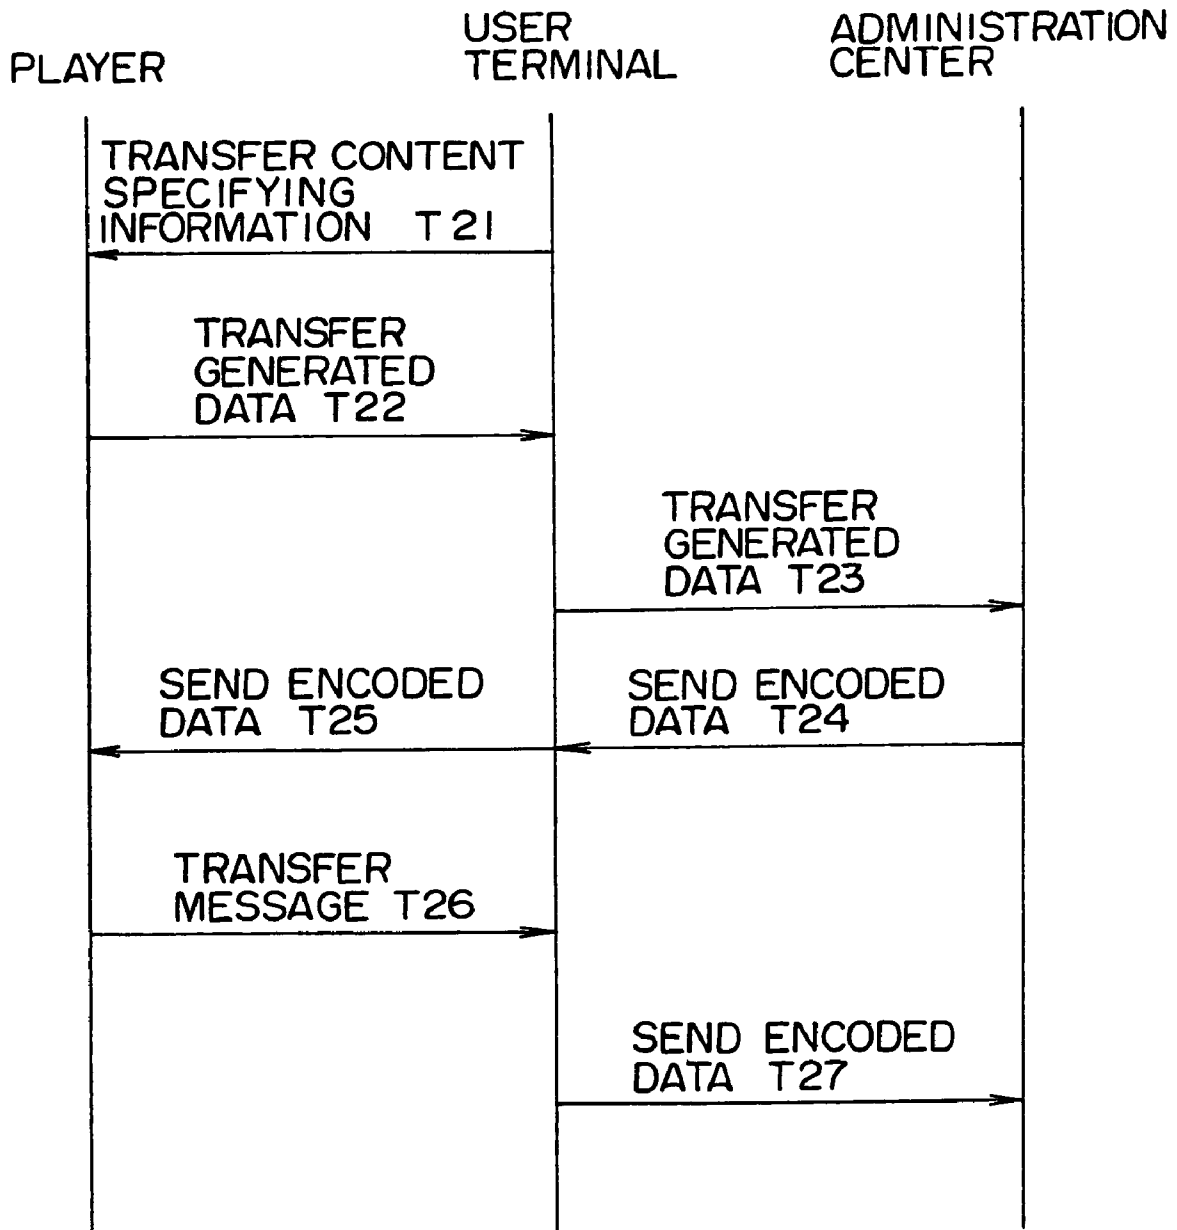 PLAYER
USER
TERMINAL
ADMINISTRATION
CENTER
TRANSFER CONTENT
SPECIFYING
INFORMATION T21
TRANSFER
GENERATED
DATA T22
TRANSFER
GENERATED
DATA T23
SEND ENCODED
DATA T25
SEND ENCODED
DATA T24
TRANSFER
MESSAGE T26
SEND ENCODED
DATA T27